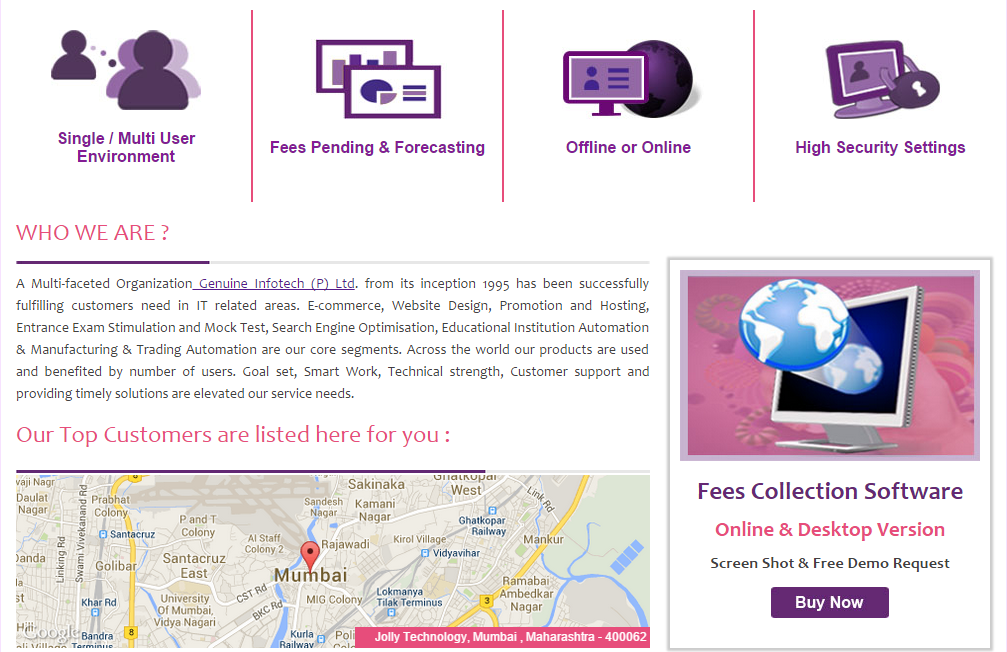 Single / Multi User
Environment
Fees Pending & Forecasting
Offline or Online
High Security Settings
WHO WE ARE ?
A Multi-faceted Organization Genuine Infotech (P) Ltd. from its inception 1995 has been successfully
fulfilling customers need in IT related areas. E-commerce, Website Design, Promotion and Hosting,
Entrance Exam Stimulation and Mock Test, Search Engine Optimisation, Educational Institution Automation
& Manufacturing & Trading Automation are our core segments. Across the world our products are used
and benefited by number of users. Goal set, Smart Work, Technical strength, Customer support and
providing timely solutions are elevated our service needs.
Our Top Customers are listed here for you :
vaji Nagr
Daulat
Nagar
Prabhat
Colony
Santacruz
Linking Rd
Swami Vivekanand Rd
Danda
Golibar
Khar Rd
Bandra
Terminus
8
P and T
Colony
Santacruz
East
University
Of Mumbai,
Vidya Nagari
Al Staff
Colony 2
CST Rd
BKC Rd
Sakinaka
Sandesh
Nagar
Kamani
Nagar
Rajawadi
Mumbai
MIG Colony
Kurla
Railway
Ghatkopar
West
Ghatkopar
Railway
Kirol Village
Vidyavihar
Lokmanya
Tilak Terminus
3
Link Rd
Mankur
Ramabai
Ambedkar
Nagar
Google
Jolly Technology, Mumbai , Maharashtra - 400062
Fees Collection Software
Online & Desktop Version
Screen Shot & Free Demo Request
Buy Now